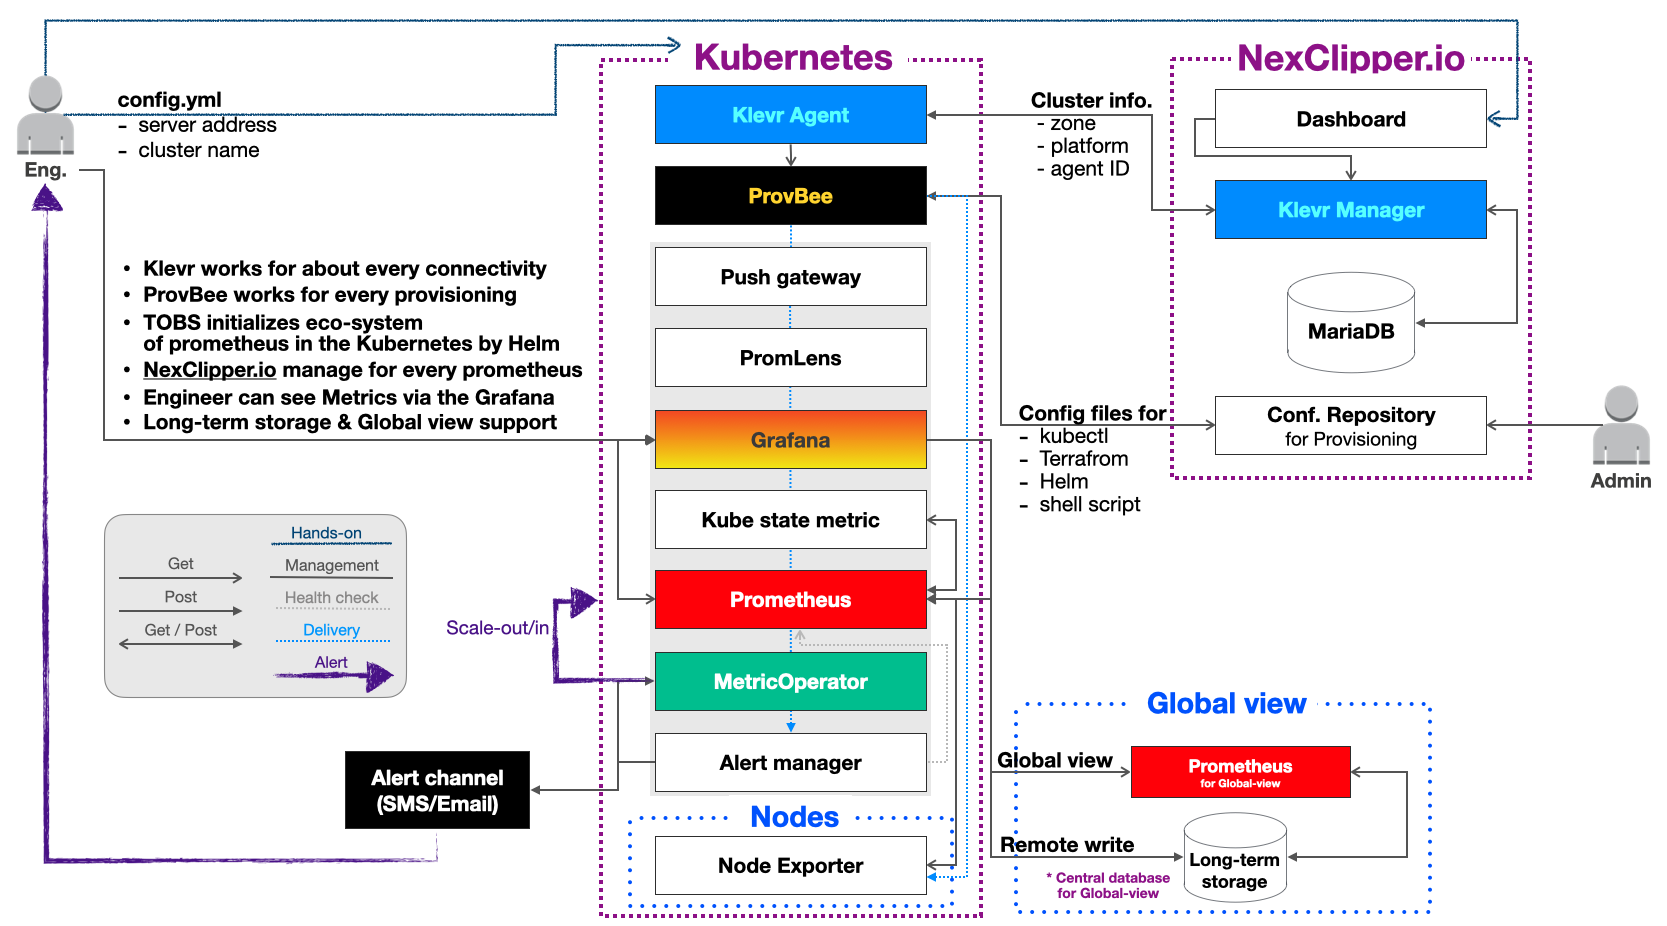 Kubernetes
NexClipper.io
config.yml
- server address
- cluster name
Eng.
Klevr Agent
ProvBee
Cluster info.
- zone
- platform
- agent ID
Dashboard
Klevr Manager
MariaDB
• Klevr works for about every connectivity
• ProvBee works for every provisioning
• TOBS initializes eco-system
of prometheus in the Kubernetes by Helm
• NexClipper.io manage for every prometheus
• Engineer can see Metrics via the Grafana
• Long-term storage & Global view support
Push gateway
PromLens
Grafana
Kube state metric
Prometheus
MetricOperator
Alert manager
Config files for
- kubectl
- Terrafrom
- Helm
- shell script
Conf. Repository
for Provisioning
Admin
Hands-on
Get
Management
Post
Health check
Get / Post
Delivery
Alert
Scale-out/in
Alert channel
(SMS/Email)
Nodes
Node Exporter
Global view
Global view
Prometheus
for Global-view
Remote write
Long-term
storage
* Central database
for Global-view